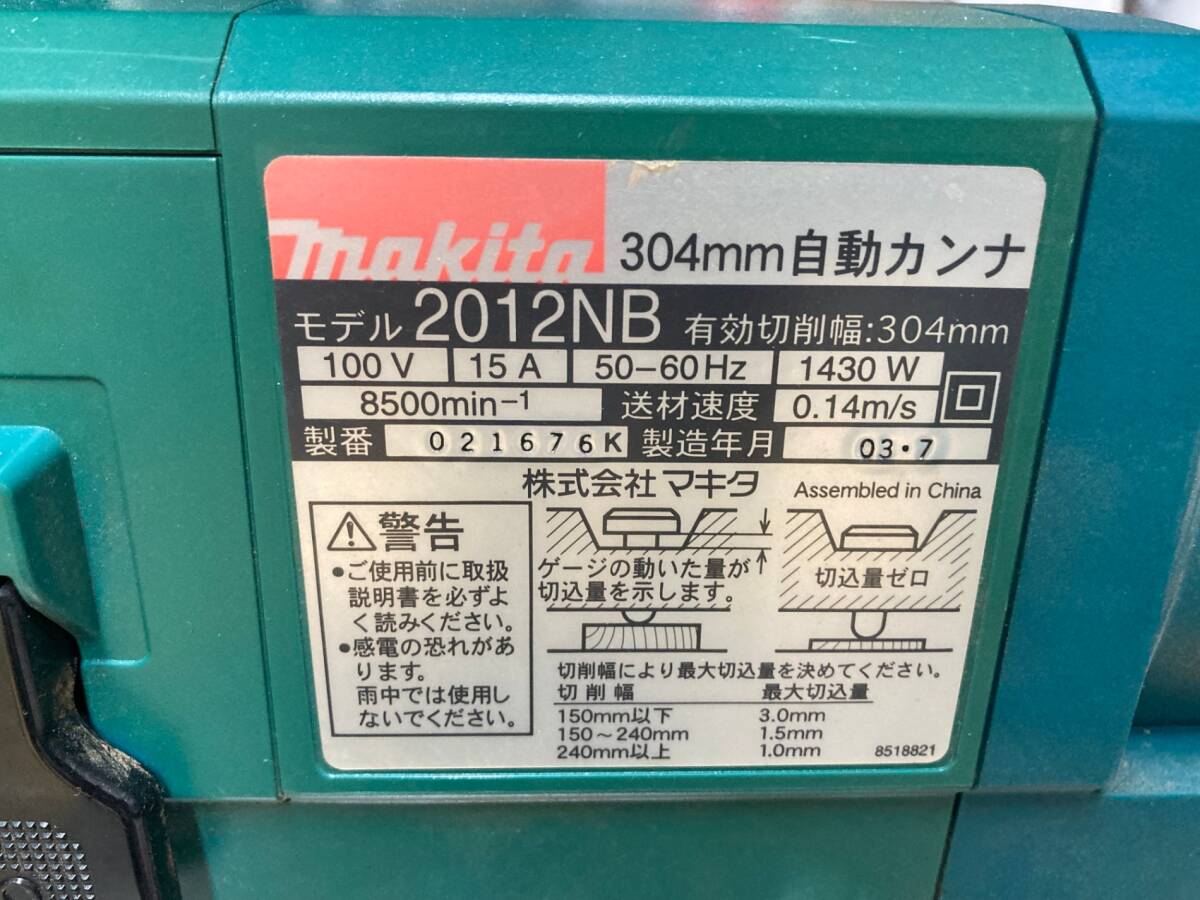 makita
304mm自動カンナ
モデル 2012NB 有効切削幅:304mm
100 V 15 A 50-60Hz 1430 W
8500min-1 送材速度 0.14m/s
製番 021676K 製造年月 03・7
株式会社マキタ Assembled in China
警告
•ご使用前に取扱
説明書を必ずよ
く読みください。
•感電の恐れがあ
ります。
雨中では使用し
ないでください。
ゲージの動いた量が
切込量を示します。
切込量ゼロ
切削幅により最大切込量を決めてください。
切削幅 最大切込量
150mm以下 3.0mm
150～240mm 1.5mm
240mm以上 1.0mm
8518821